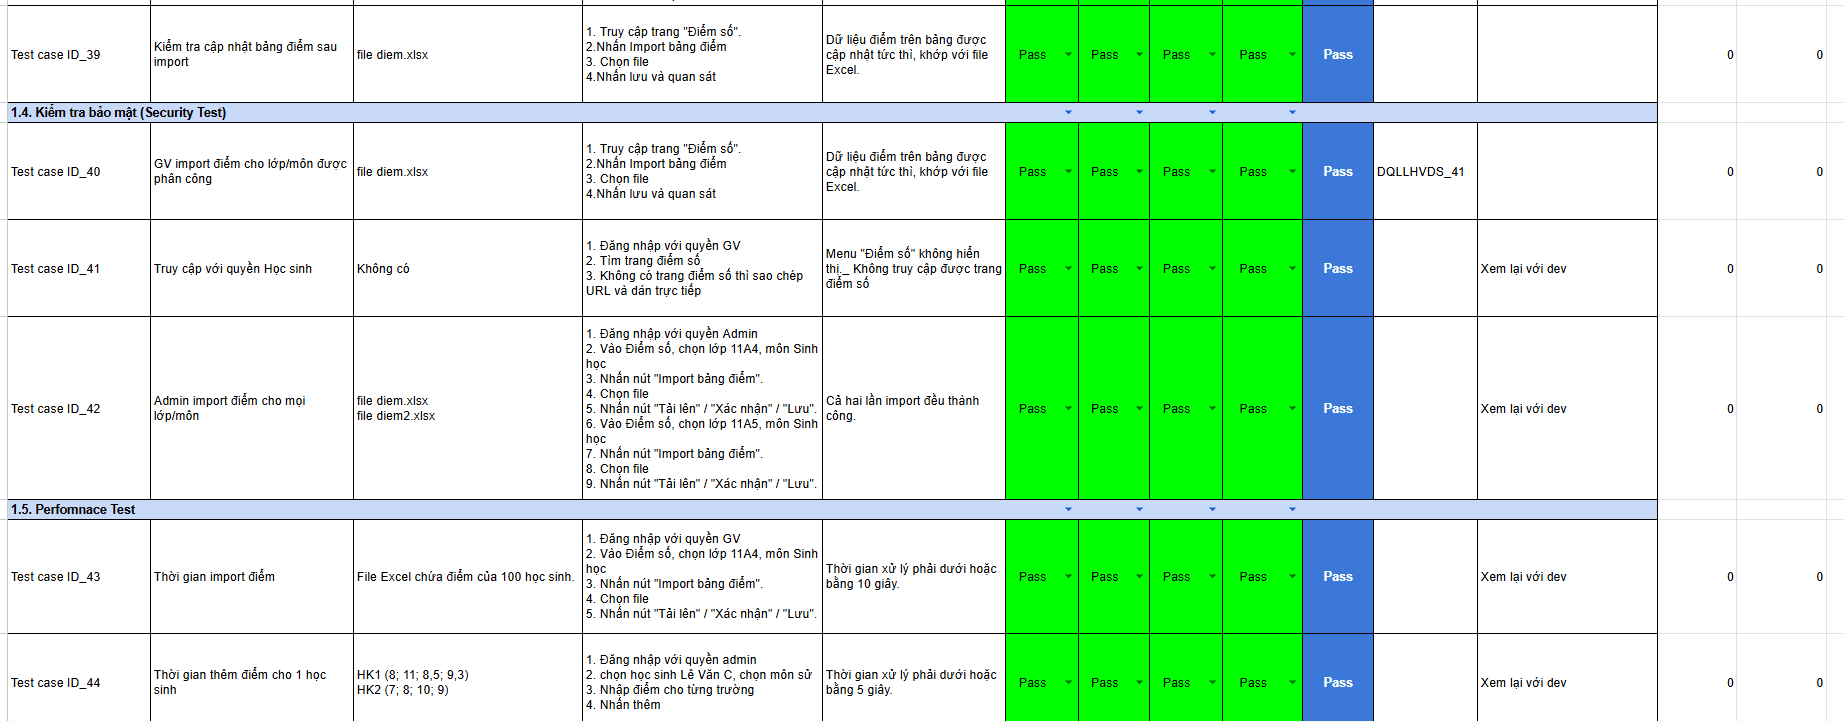 Test case ID_39
Kiểm tra cập nhật bảng điểm sau
import
file diem.xlsx
1. Truy cập trang "Điểm số".
2.Nhấn Import bảng điểm
3. Chọn file
4.Nhấn lưu và quan sát
Dữ liệu điểm trên bảng được
cập nhật tức thì, khớp với file
Excel.
Pass
Pass
Pass
Pass
Pass
0
0
1.4. Kiểm tra bảo mật (Security Test)
Test case ID_40
GV import điểm cho lớp/môn được
phân công
file diem.xlsx
1. Truy cập trang "Điểm số".
2.Nhấn Import bảng điểm
3. Chọn file
4.Nhấn lưu và quan sát
Dữ liệu điểm trên bảng được
cập nhật tức thì, khớp với file
Excel.
Pass
Pass
Pass
Pass
Pass
DQLLHVDS_41
0
0
Test case ID_41
Truy cập với quyền Học sinh
Không có
1. Đăng nhập với quyền GV
2. Tìm trang điểm số
3. Không có trang điểm số thì sao chép
URL và dán trực tiếp
Menu "Điểm số" không hiển
thị._ Không truy cập được trang
điểm số
Pass
Pass
Pass
Pass
Pass
Xem lại với dev
0
0
Test case ID_42
Admin import điểm cho mọi
lớp/môn
file diem.xlsx
file diem2.xlsx
1. Đăng nhập với quyền Admin
2. Vào Điểm số, chọn lớp 11A4, môn Sinh
học
3. Nhấn nút "Import bảng điểm".
4. Chọn file
5. Nhấn nút "Tải lên" / "Xác nhận" / "Lưu".
6. Vào Điểm số, chọn lớp 11A5, môn Sinh
học
7. Nhấn nút "Import bảng điểm".
8. Chọn file
9. Nhấn nút "Tải lên" / "Xác nhận" / "Lưu".
Cả hai lần import đều thành
công.
Pass
Pass
Pass
Pass
Pass
Xem lại với dev
0
0
1.5. Perfomnace Test
Test case ID_43
Thời gian import điểm
File Excel chứa điểm của 100 học sinh.
1. Đăng nhập với quyền GV
2. Vào Điểm số, chọn lớp 11A4, môn Sinh
học
3. Nhấn nút "Import bảng điểm".
4. Chọn file
5. Nhấn nút "Tải lên" / "Xác nhận" / "Lưu".
Thời gian xử lý phải dưới hoặc
bằng 10 giây.
Pass
Pass
Pass
Pass
Pass
Xem lại với dev
0
0
Test case ID_44
Thời gian thêm điểm cho 1 học
sinh
HK1 (8; 11; 8,5; 9,3)
HK2 (7; 8; 10; 9)
1. Đăng nhập với quyền admin
2. chọn học sinh Lê Văn C, chọn môn sử
3. Nhập điểm cho từng trường
4. Nhấn thêm
Thời gian xử lý phải dưới hoặc
bằng 5 giây.
Pass
Pass
Pass
Pass
Pass
Xem lại với dev
0
0